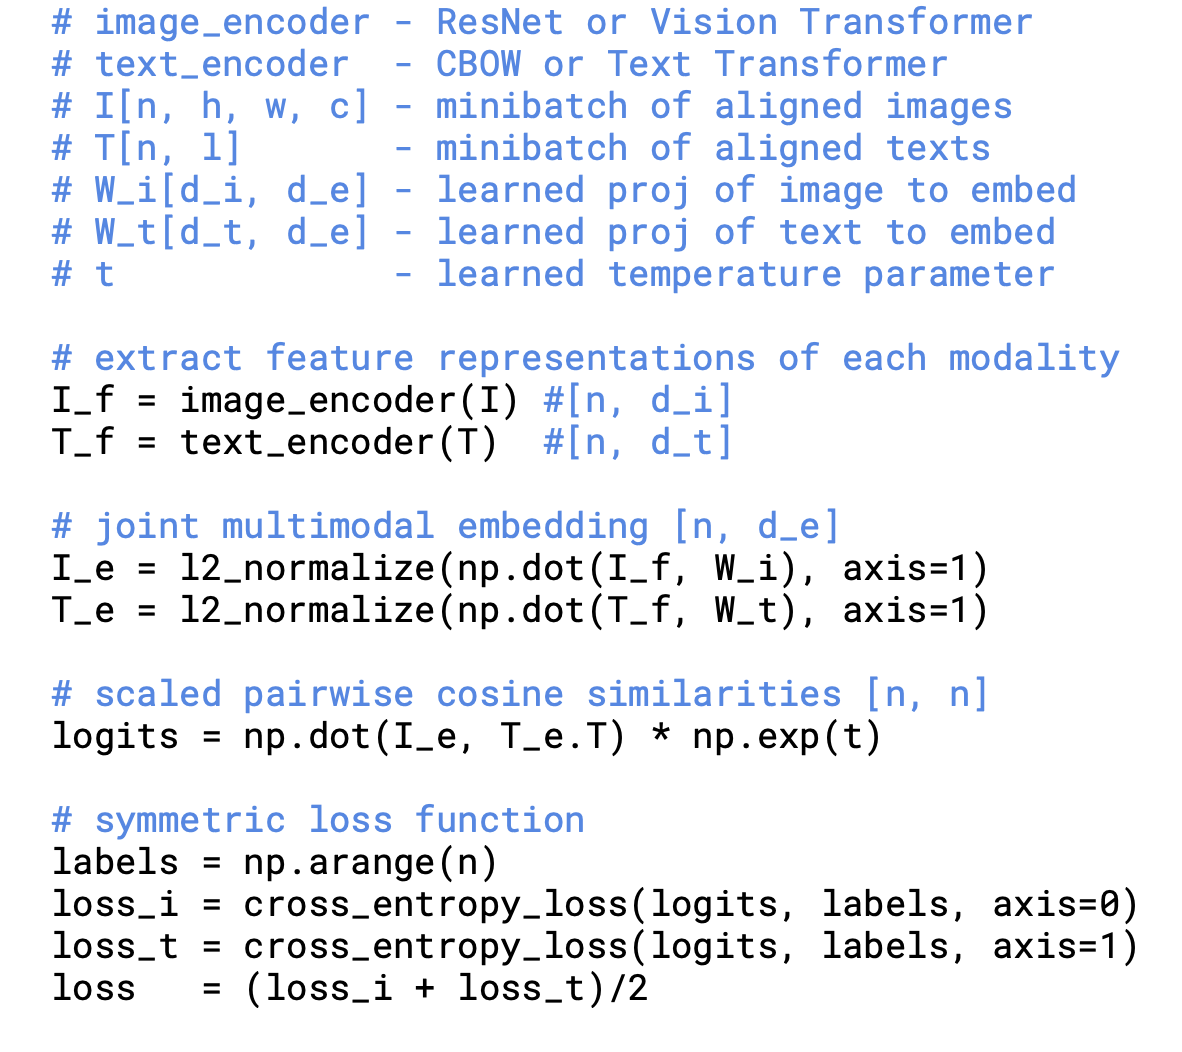 # image_encoder - ResNet or Vision Transformer
# text_encoder  - CBOW or Text Transformer
# I[n, h, w, c] - minibatch of aligned images
# T[n, l]       - minibatch of aligned texts
# W_i[d_i, d_e] - learned proj of image to embed
# W_t[d_t, d_e] - learned proj of text to embed
# t             - learned temperature parameter

# extract feature representations of each modality
I_f = image_encoder(I) #[n, d_i]
T_f = text_encoder(T)  #[n, d_t]

# joint multimodal embedding [n, d_e]
I_e = l2_normalize(np.dot(I_f, W_i), axis=1)
T_e = l2_normalize(np.dot(T_f, W_t), axis=1)

# scaled pairwise cosine similarities [n, n]
logits = np.dot(I_e, T_e.T) * np.exp(t)

# symmetric loss function
labels = np.arange(n)
loss_i = cross_entropy_loss(logits, labels, axis=0)
loss_t = cross_entropy_loss(logits, labels, axis=1)
loss   = (loss_i + loss_t)/2